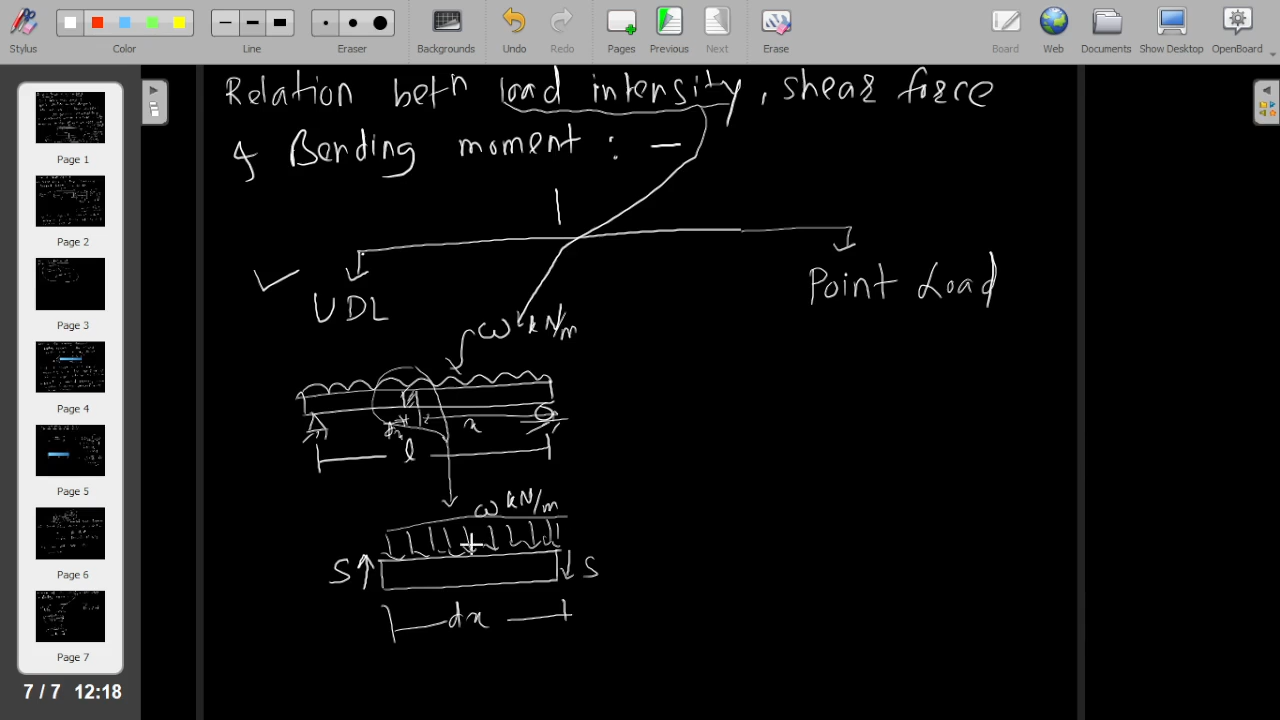 Stylus
Color
Line
Eraser
Backgrounds
Undo
Redo
Pages
Previous
Next
Erase
Board
Web
Documents
Show Desktop
OpenBoard
Page 1
Page 2
Page 3
Page 4
Page 5
Page 6
Page 7
7 / 7 12:18
Relation betn load intensity, shear force
& Bending moment : —
UDL
Point Load
ω kN/m
dx
x
l
ω kN/m
S
S
dx